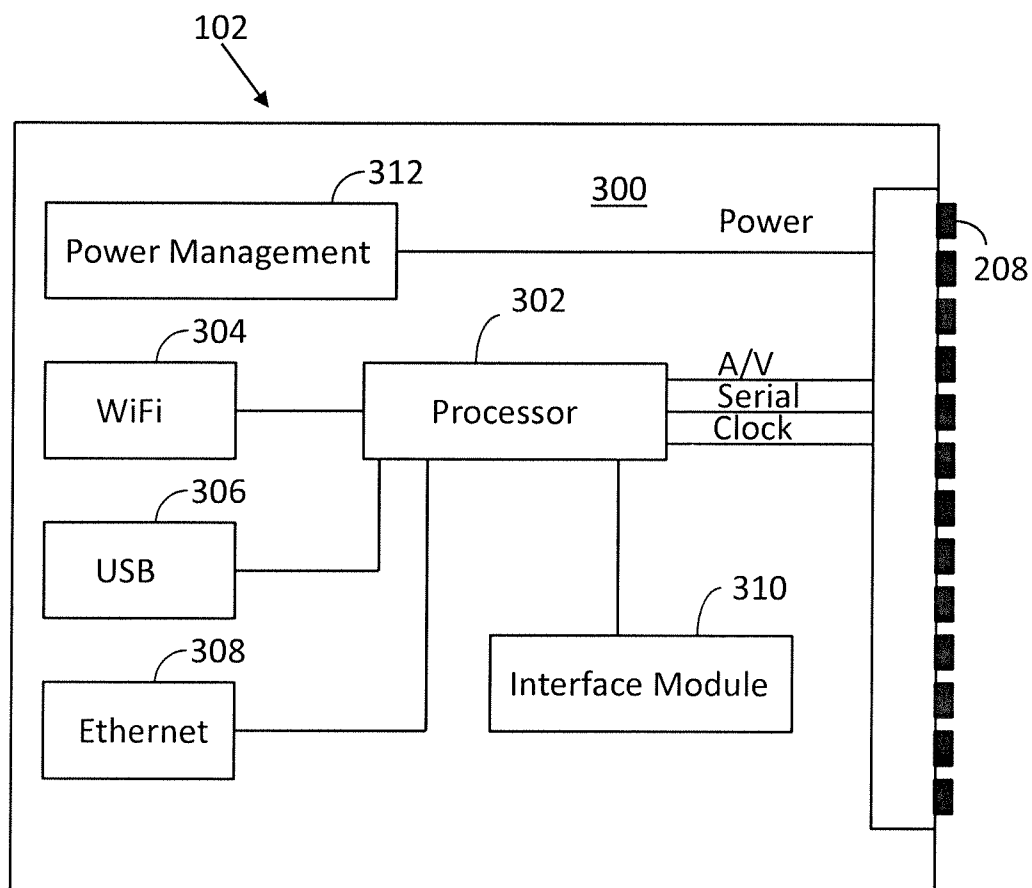 102
312
300
Power
Power Management
208
302
304
A/V
WiFi
Processor
Serial
Clock
306
USB
310
308
Interface Module
Ethernet